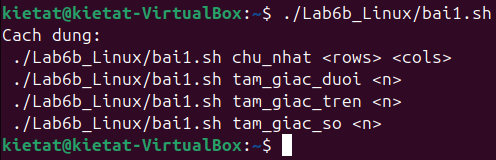 kietat@kietat-VirtualBox:~$ ./Lab6b_Linux/bai1.sh
Cach dung:
 ./Lab6b_Linux/bai1.sh chu_nhat <rows> <cols>
 ./Lab6b_Linux/bai1.sh tam_giac_duoi <n>
 ./Lab6b_Linux/bai1.sh tam_giac_tren <n>
 ./Lab6b_Linux/bai1.sh tam_giac_so <n>
kietat@kietat-VirtualBox:~$